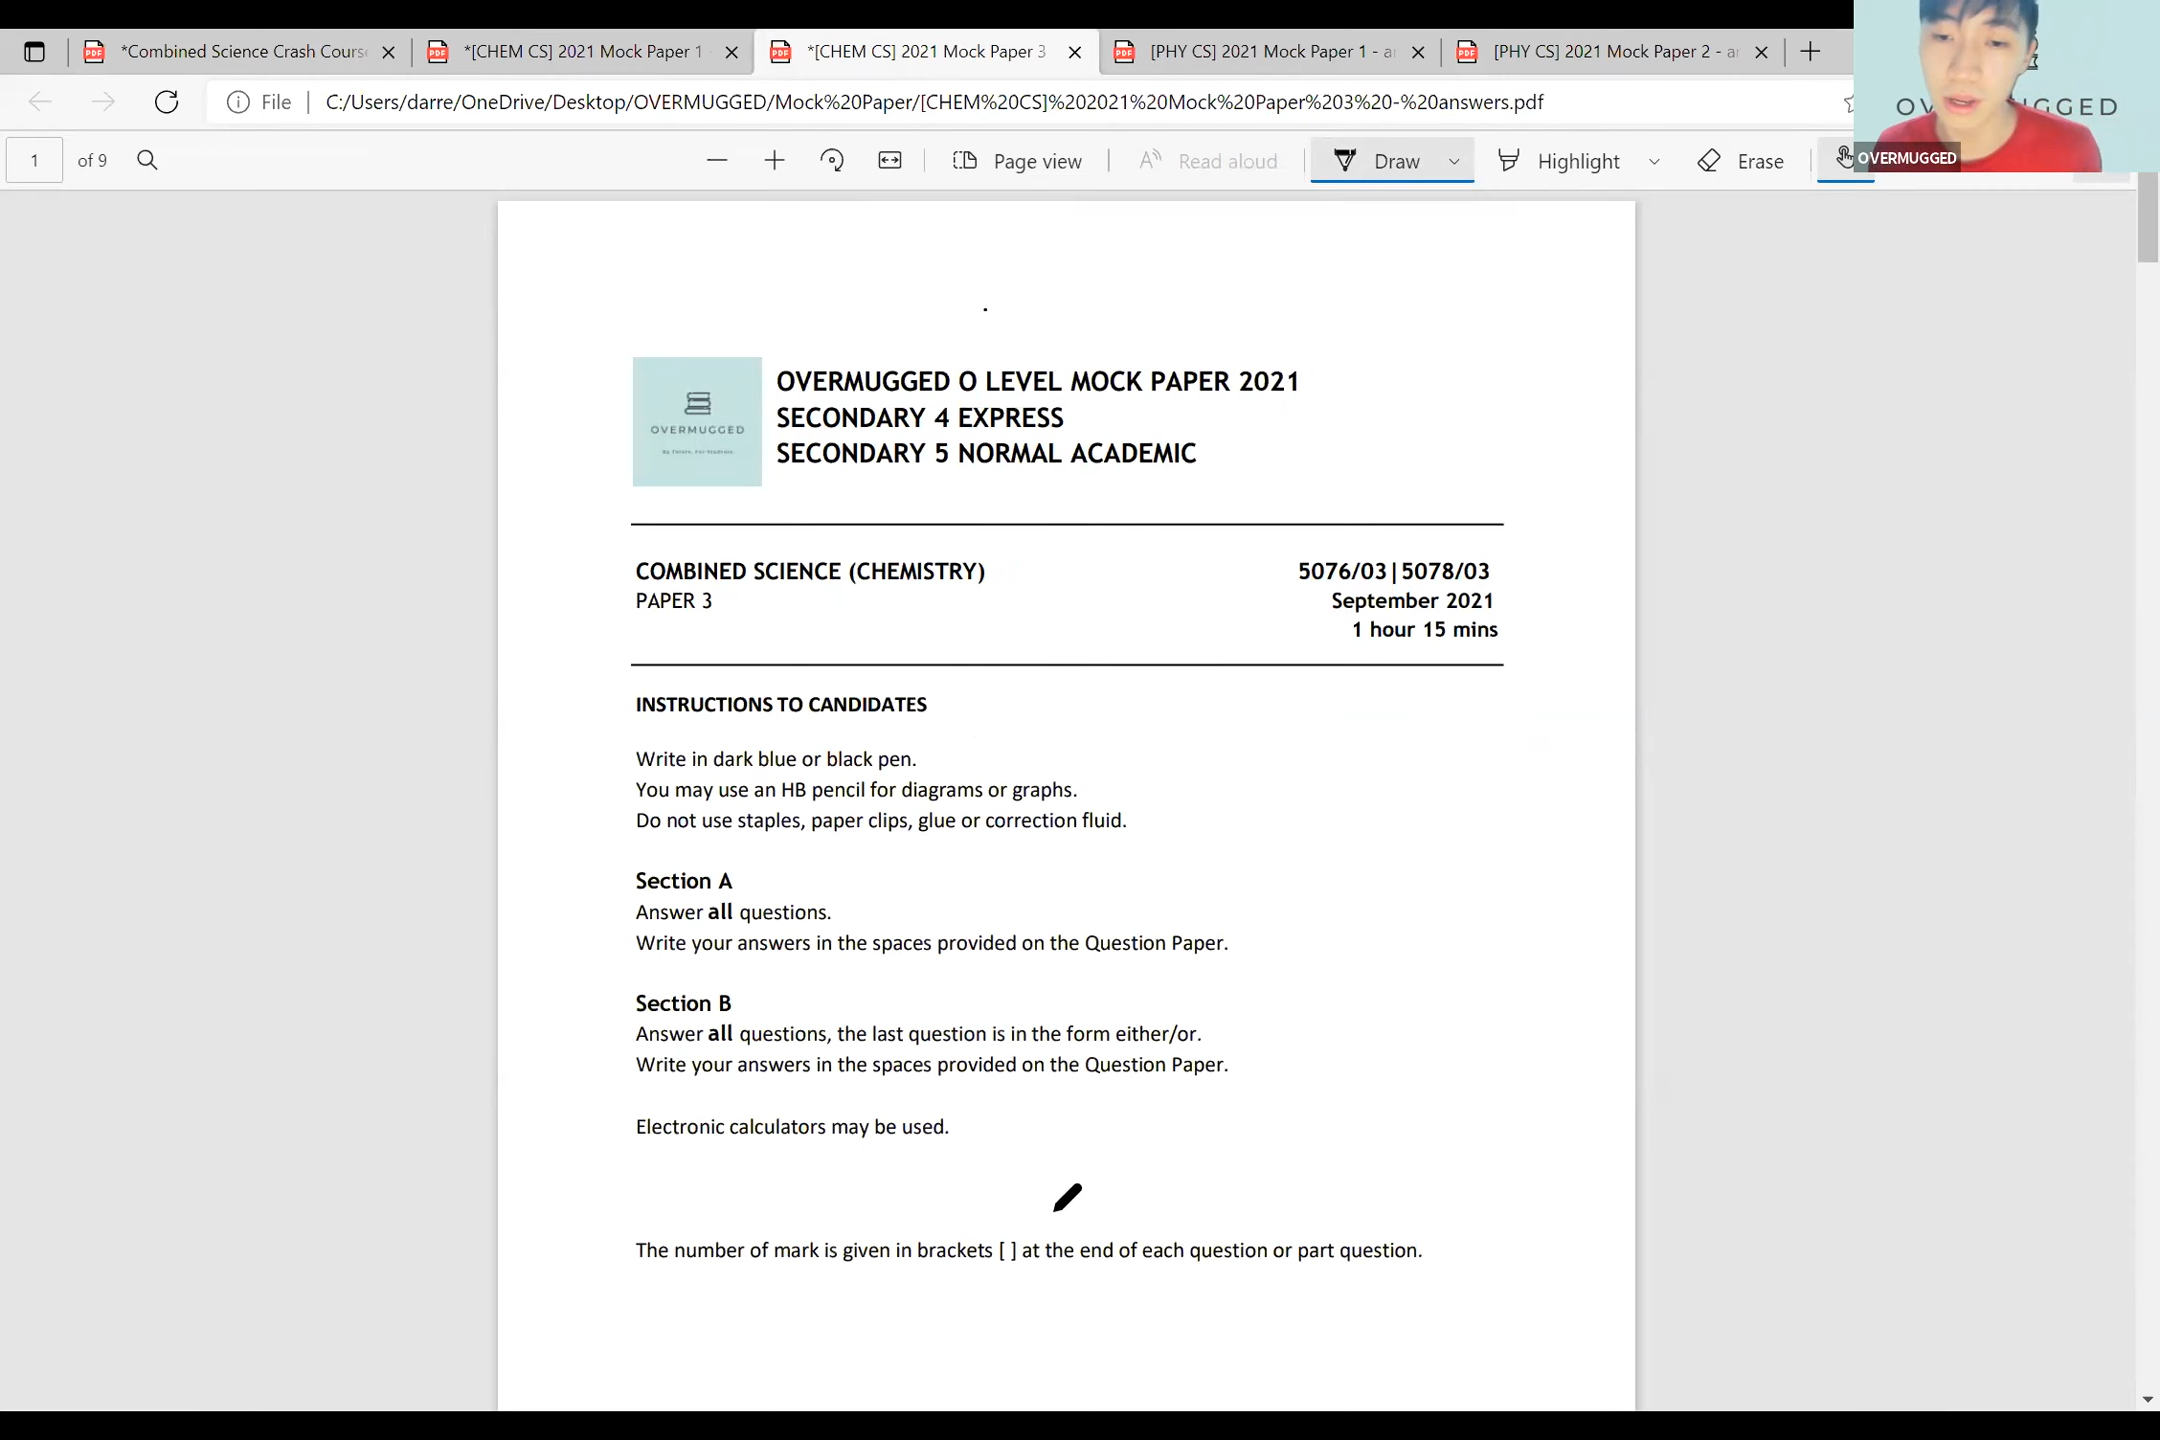 *Combined Science Crash Cours
*[CHEM CS] 2021 Mock Paper 1
*[CHEM CS] 2021 Mock Paper 3
[PHY CS] 2021 Mock Paper 1 - a
[PHY CS] 2021 Mock Paper 2 - a
File
C:/Users/darre/OneDrive/Desktop/OVERMUGGED/Mock%20Paper/[CHEM%20CS]%202021%20Mock%20Paper%203%20-%20answers.pdf
1 of 9
Page view
Read aloud
Draw
Highlight
Erase
OV GGED
OVERMUGGED
OVERMUGGED
By Tutors, For Students.
OVERMUGGED O LEVEL MOCK PAPER 2021
SECONDARY 4 EXPRESS
SECONDARY 5 NORMAL ACADEMIC
COMBINED SCIENCE (CHEMISTRY) 5076/03|5078/03
PAPER 3 September 2021
1 hour 15 mins
INSTRUCTIONS TO CANDIDATES
Write in dark blue or black pen.
You may use an HB pencil for diagrams or graphs.
Do not use staples, paper clips, glue or correction fluid.
Section A
Answer all questions.
Write your answers in the spaces provided on the Question Paper.
Section B
Answer all questions, the last question is in the form either/or.
Write your answers in the spaces provided on the Question Paper.
Electronic calculators may be used.
The number of mark is given in brackets [ ] at the end of each question or part question.